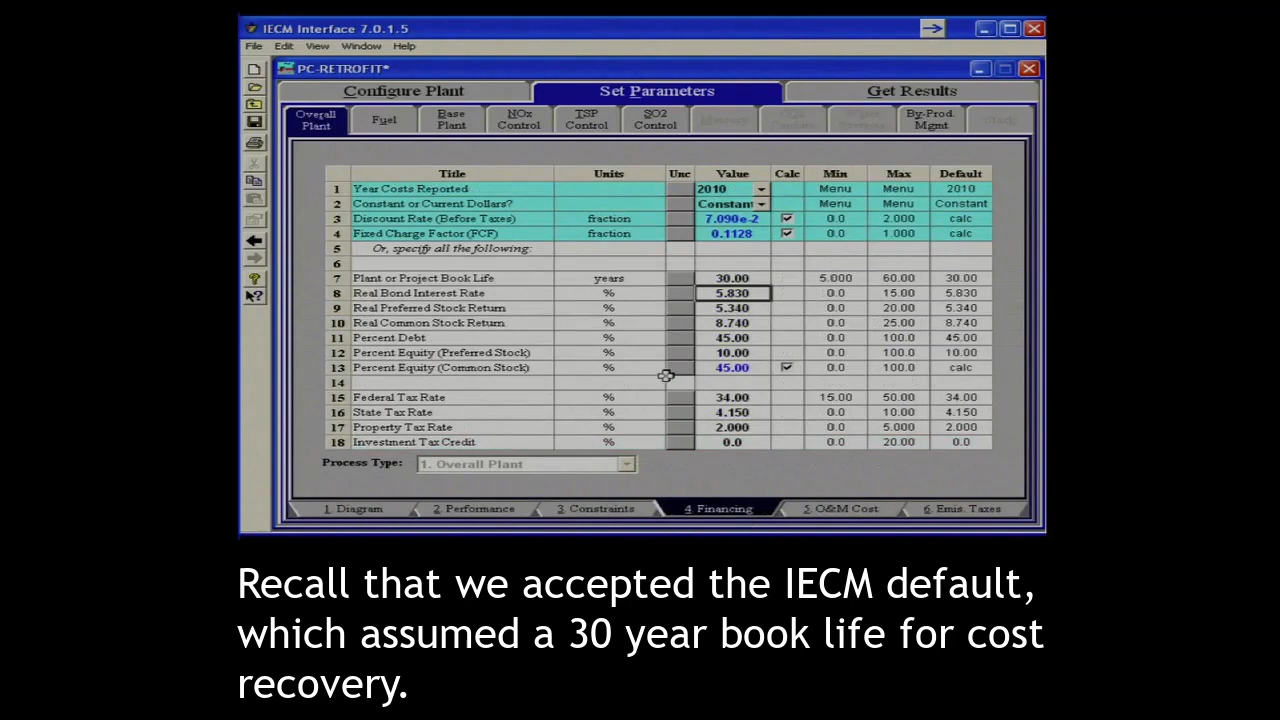 IECM Interface 7.0.1.5
File Edit View Window Help
PC-RETROFIT*
Configure Plant Set Parameters Get Results
Overall Plant Fuel Base Plant NOx Control TSP Control SO2 Control Mercury By-Prod. Mgmt Stack
Title Units Unc Value Calc Min Max Default
1 Year Costs Reported 2010 Menu Menu 2010
2 Constant or Current Dollars? Constant Menu Menu Constant
3 Discount Rate (Before Taxes) fraction 7.090e-2 0.0 2.000 calc
4 Fixed Charge Factor (FCF) fraction 0.1128 0.0 1.000 calc
5 Or, specify all the following:
6
7 Plant or Project Book Life years 30.00 5.000 60.00 30.00
8 Real Bond Interest Rate % 5.830 0.0 15.00 5.830
9 Real Preferred Stock Return % 5.340 0.0 20.00 5.340
10 Real Common Stock Return % 8.740 0.0 25.00 8.740
11 Percent Debt % 45.00 0.0 100.0 45.00
12 Percent Equity (Preferred Stock) % 10.00 0.0 100.0 10.00
13 Percent Equity (Common Stock) % 45.00 0.0 100.0 calc
14
15 Federal Tax Rate % 34.00 15.00 50.00 34.00
16 State Tax Rate % 4.150 0.0 10.00 4.150
17 Property Tax Rate % 2.000 0.0 5.000 2.000
18 Investment Tax Credit % 0.0 0.0 20.00 0.0
Process Type: 1. Overall Plant
1. Diagram 2. Performance 3. Constraints 4. Financing 5. O&M Cost 6. Emis. Taxes
Recall that we accepted the IECM default,
which assumed a 30 year book life for cost
recovery.